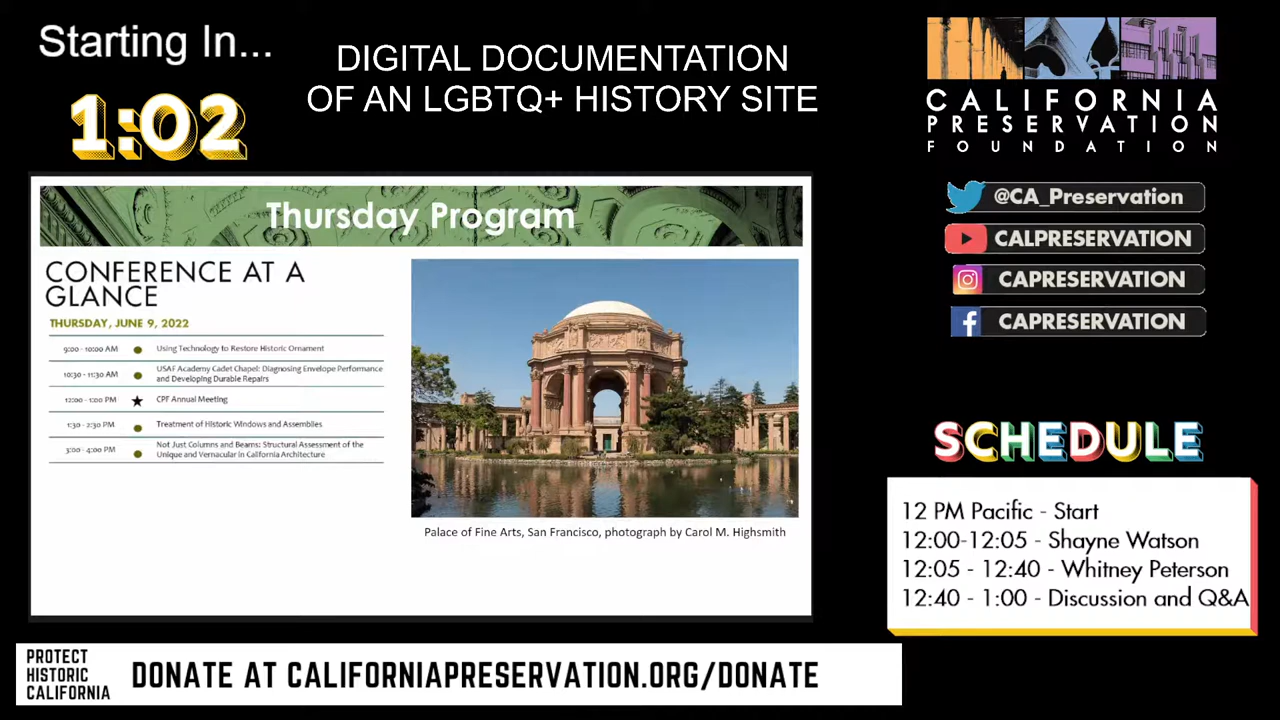 Starting In...
1:02
DIGITAL DOCUMENTATION
OF AN LGBTQ+ HISTORY SITE
CALIFORNIA
PRESERVATION
FOUNDATION
@CA_Preservation
CALPRESERVATION
CAPRESERVATION
CAPRESERVATION
Thursday Program
CONFERENCE AT A
GLANCE
THURSDAY, JUNE 9, 2022
9:00 - 10:00 AM Using Technology to Restore Historic Ornament
10:30 - 11:30 AM USAF Academy Cadet Chapel: Diagnosing Envelope Performance
and Developing Durable Repairs
12:00 - 1:00 PM CPF Annual Meeting
1:30 - 2:30 PM Treatment of Historic Windows and Assemblies
3:00 - 4:00 PM Not Just Columns and Beams: Structural Assessment of the
Unique and Vernacular in California Architecture
Palace of Fine Arts, San Francisco, photograph by Carol M. Highsmith
SCHEDULE
12 PM Pacific - Start
12:00-12:05 - Shayne Watson
12:05 - 12:40 - Whitney Peterson
12:40 - 1:00 - Discussion and Q&A
PROTECT
HISTORIC
CALIFORNIA
DONATE AT CALIFORNIAPRESERVATION.ORG/DONATE